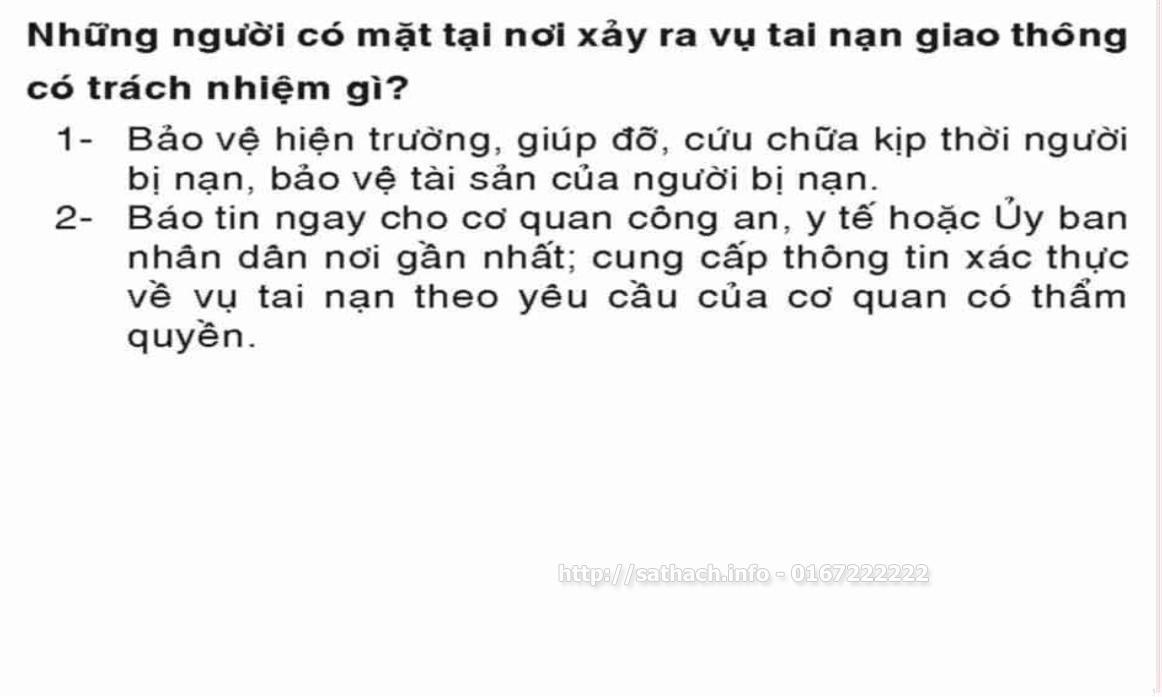 Những người có mặt tại nơi xảy ra vụ tai nạn giao thông
có trách nhiệm gì?
1- Bảo vệ hiện trường, giúp đỡ, cứu chữa kịp thời người
bị nạn, bảo vệ tài sản của người bị nạn.
2- Báo tin ngay cho cơ quan công an, y tế hoặc Ủy ban
nhân dân nơi gần nhất; cung cấp thông tin xác thực
về vụ tai nạn theo yêu cầu của cơ quan có thẩm
quyền.
http://sathach.info - 0167222222